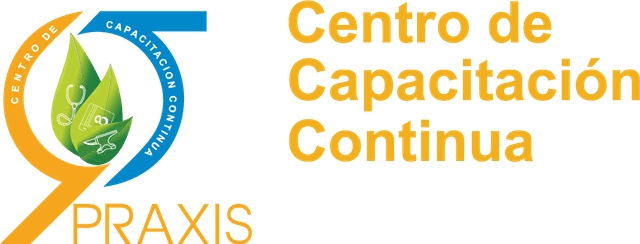 CENTRO DE CAPACITACION CONTINUA
PRAXIS
Centro de
Capacitación
Continua